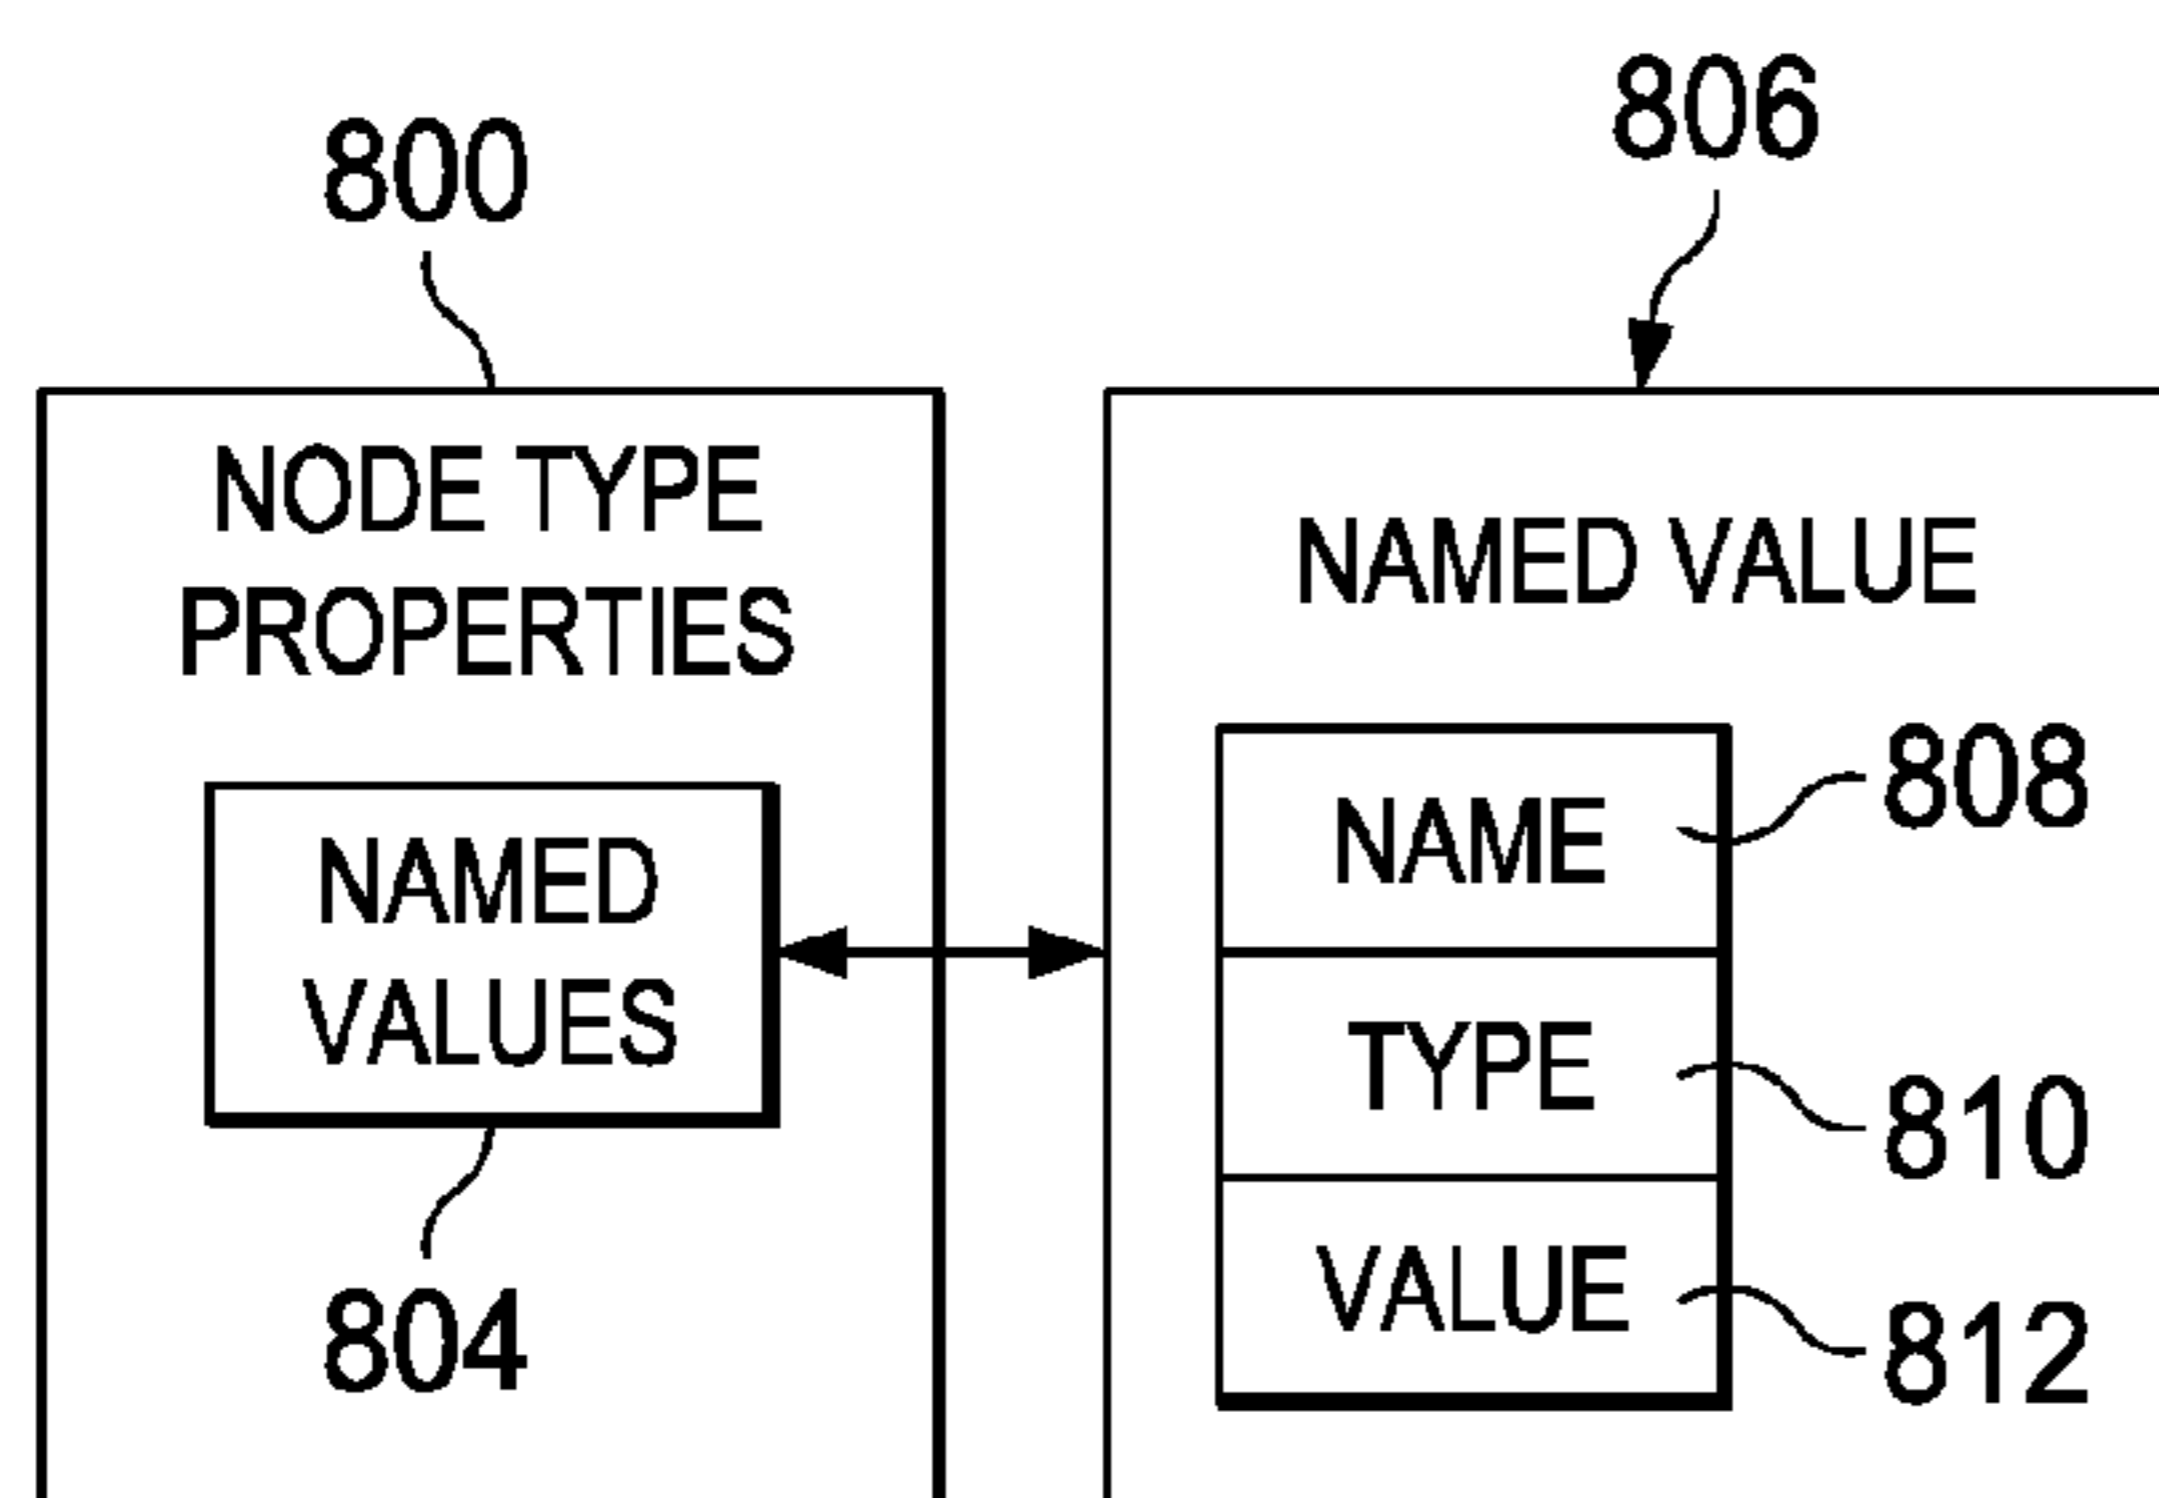 800
806
NODE TYPE
PROPERTIES
NAMED VALUE
NAMED
VALUES
804
NAME
808
TYPE
810
VALUE
812